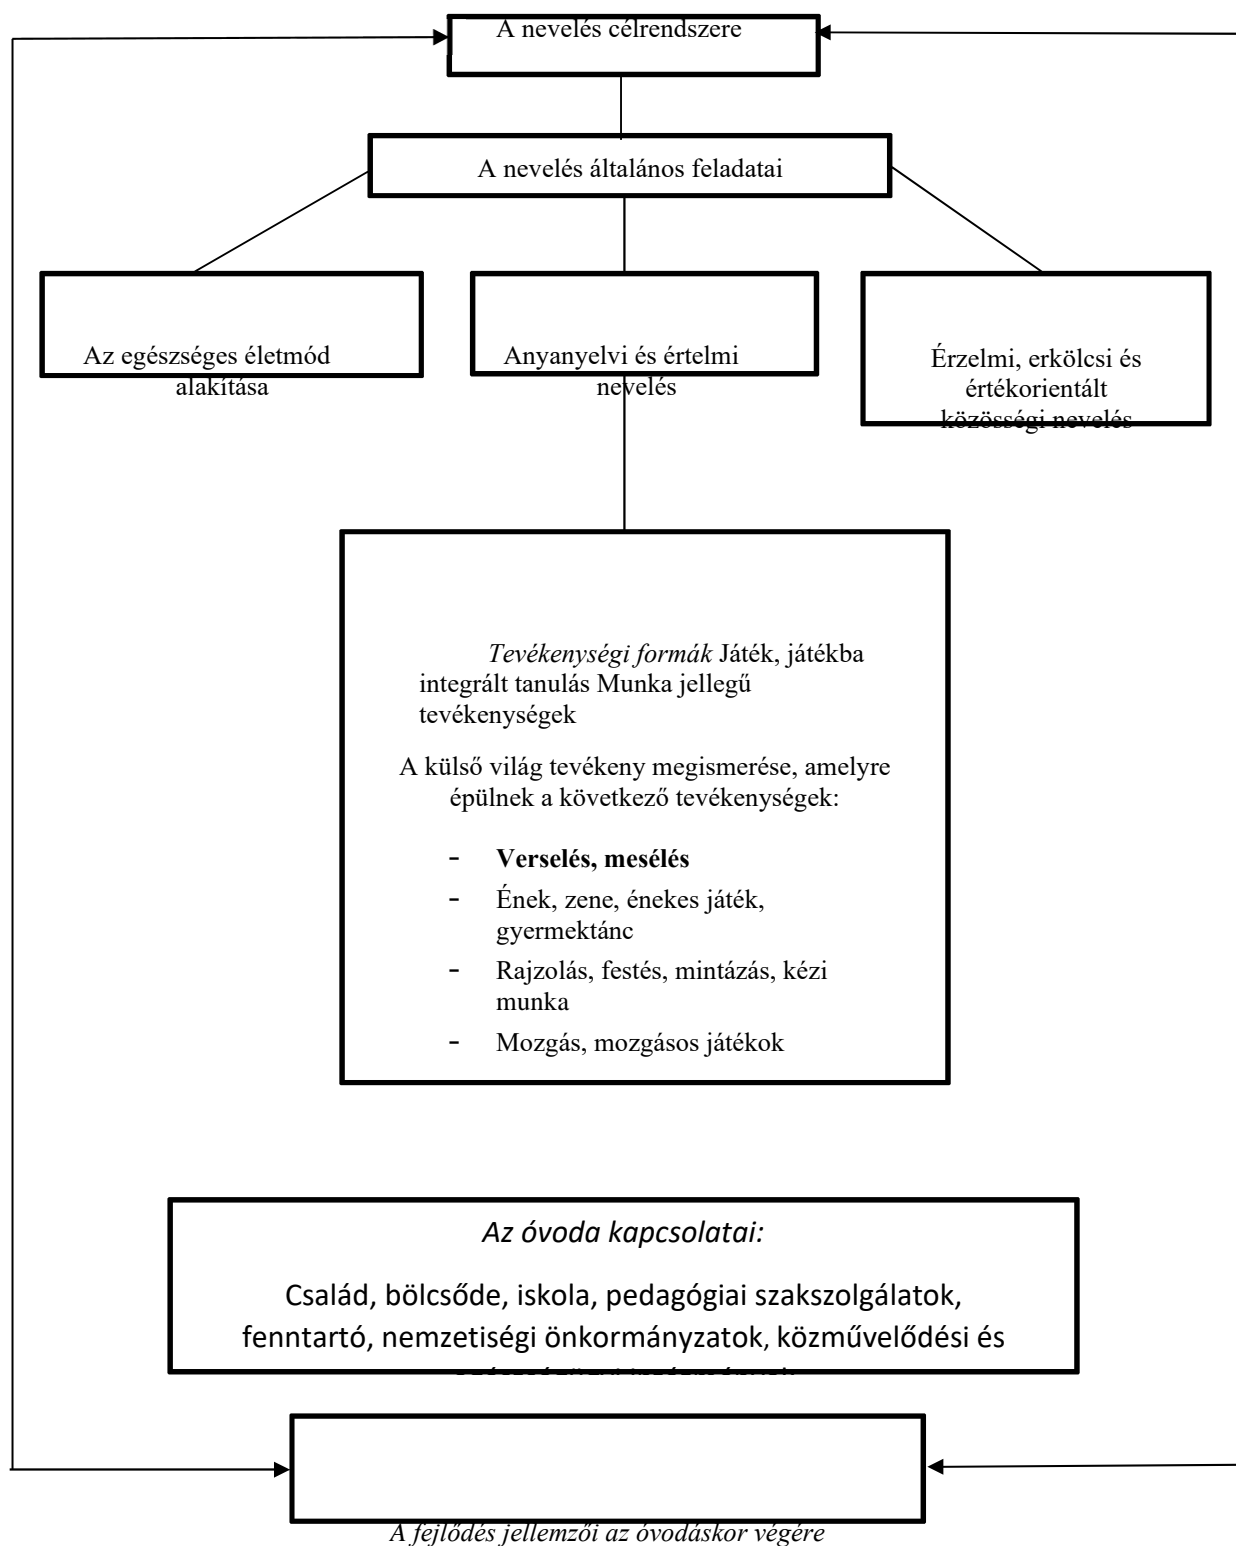 A nevelés célrendszere
A nevelés általános feladatai
Az egészséges életmód
alakítása
Anyanyelvi és értelmi
nevelés
Érzelmi, erkölcsi és
értékorientált
közösségi nevelés
Tevékenységi formák Játék, játékba
integrált tanulás Munka jellegű
tevékenységek
A külső világ tevékeny megismerése, amelyre
épülnek a következő tevékenységek:
- Verselés, mesélés
- Ének, zene, énekes játék,
gyermektánc
- Rajzolás, festés, mintázás, kézi
munka
- Mozgás, mozgásos játékok
Az óvoda kapcsolatai:
Család, bölcsőde, iskola, pedagógiai szakszolgálatok,
fenntartó, nemzetiségi önkormányzatok, közművelődési és
A fejlődés jellemzői az óvodáskor végére